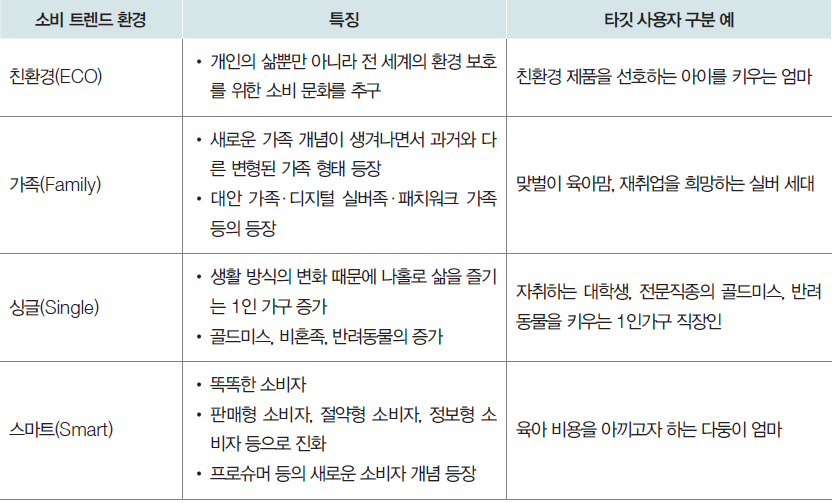 소비 트렌드 환경 특징 타깃 사용자 구분 예
친환경(ECO)
• 개인의 삶뿐만 아니라 전 세계의 환경 보호
를 위한 소비 문화를 추구
친환경 제품을 선호하는 아이를 키우는 엄마
가족(Family)
• 새로운 가족 개념이 생겨나면서 과거와 다
른 변형된 가족 형태 등장
• 대안 가족·디지털 실버족·패치워크 가족
등의 등장
맞벌이 육아맘, 재취업을 희망하는 실버 세대
싱글(Single)
• 생활 방식의 변화 때문에 나홀로 삶을 즐기
는 1인 가구 증가
• 골드미스, 비혼족, 반려동물의 증가
자취하는 대학생, 전문직종의 골드미스, 반려
동물을 키우는 1인가구 직장인
스마트(Smart)
• 똑똑한 소비자
• 판매형 소비자, 절약형 소비자, 정보형 소
비자 등으로 진화
• 프로슈머 등의 새로운 소비자 개념 등장
육아 비용을 아끼고자 하는 다둥이 엄마